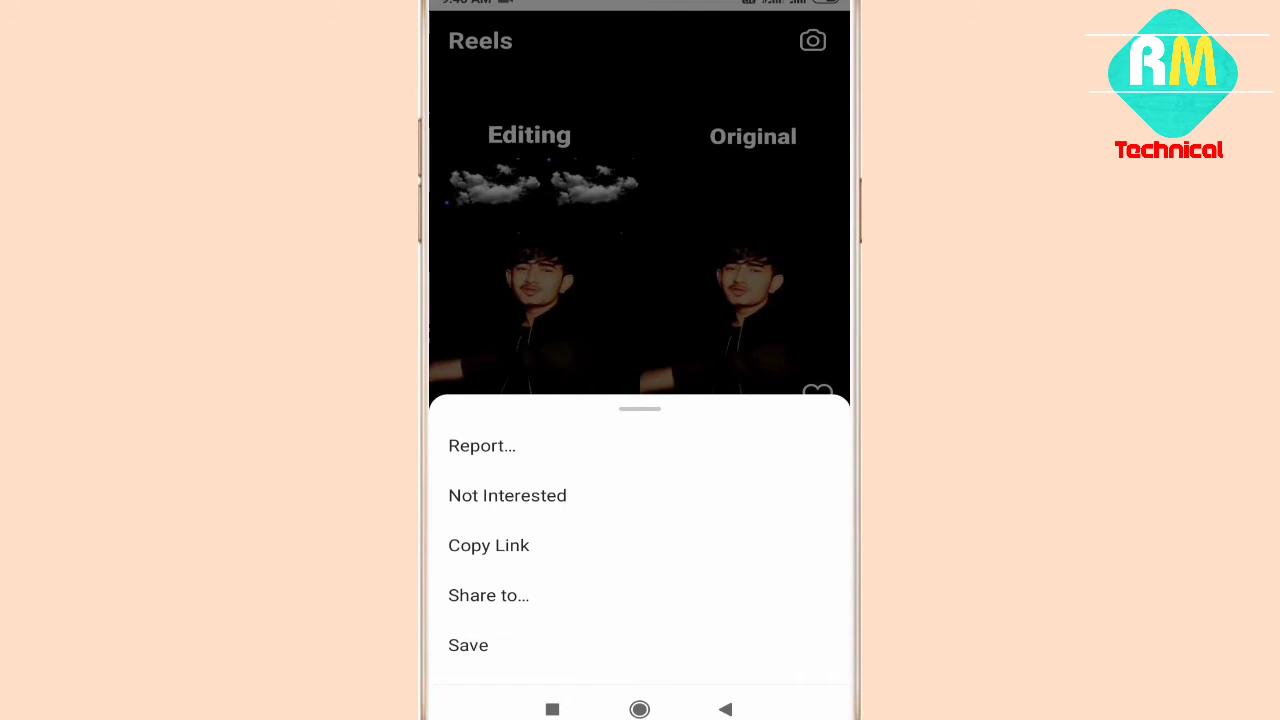 Reels
Editing
Original
Report...
Not Interested
Copy Link
Share to...
Save
RM
Technical